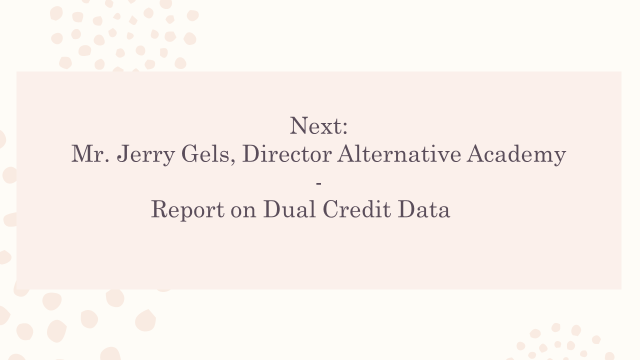 Next:
Mr. Jerry Gels, Director Alternative Academy
-
Report on Dual Credit Data